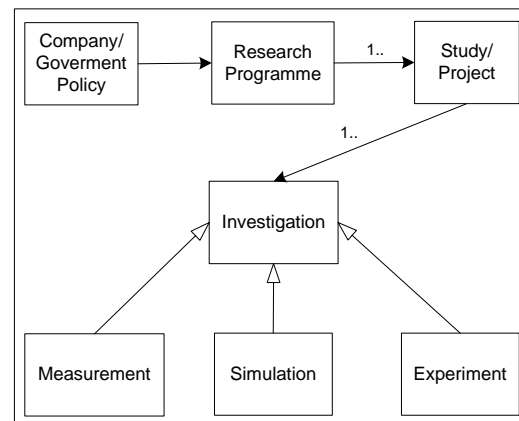 Company/
Goverment
Policy
Research
Programme
1..
Study/
Project
1..
Investigation
Measurement
Simulation
Experiment